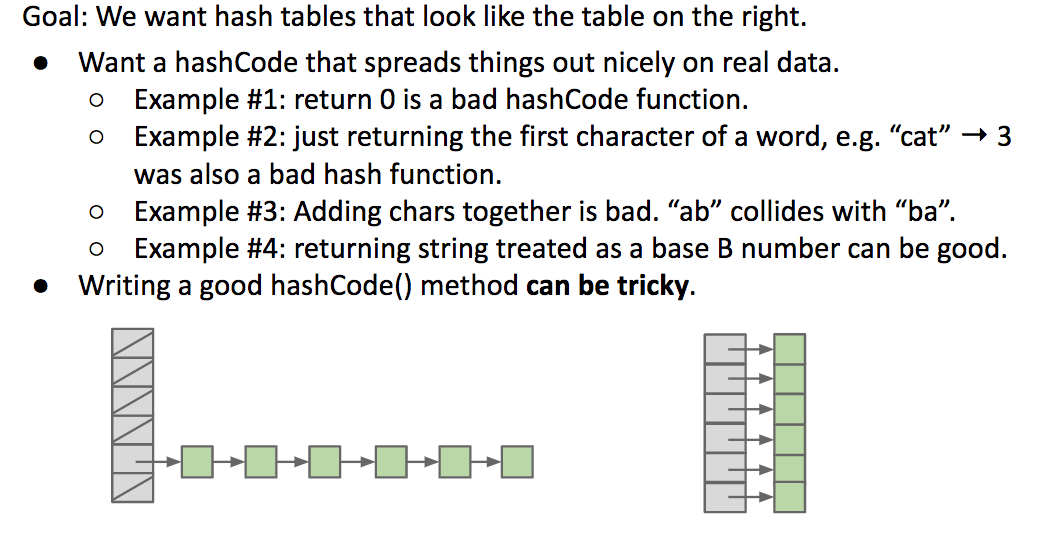 Goal: We want hash tables that look like the table on the right.
● Want a hashCode that spreads things out nicely on real data.
○ Example #1: return 0 is a bad hashCode function.
○ Example #2: just returning the first character of a word, e.g. “cat” → 3
was also a bad hash function.
○ Example #3: Adding chars together is bad. “ab” collides with “ba”.
○ Example #4: returning string treated as a base B number can be good.
● Writing a good hashCode() method can be tricky.